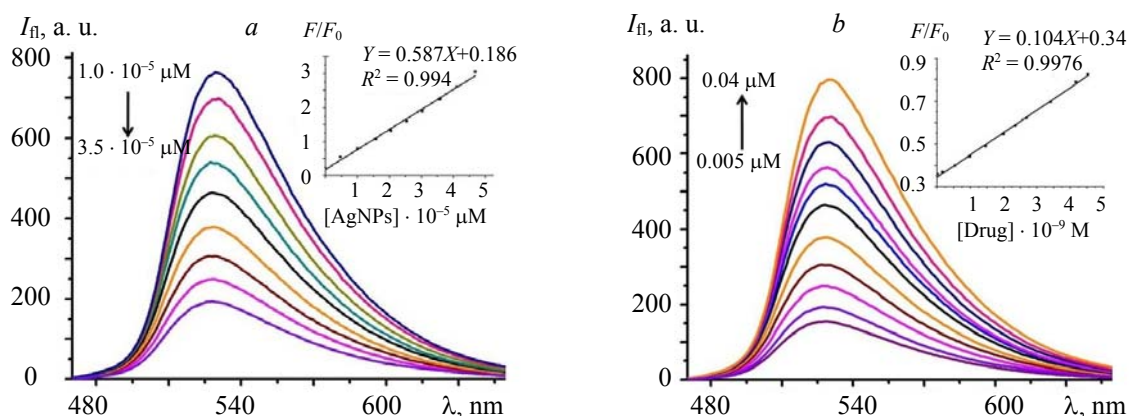 I_fl, a. u.
a
800
600
400
200
0
480
540
600
λ, nm
1.0 · 10⁻⁵ μM
3.5 · 10⁻⁵ μM
F/F₀
Y = 0.587X+0.186
R² = 0.994
3
2
1
0
1
2
3
4
5
[AgNPs] · 10⁻⁵ μM
I_fl, a. u.
b
800
600
400
200
0
480
540
600
λ, nm
0.04 μM
0.005 μM
F/F₀
Y = 0.104X+0.34
R² = 0.9976
0.9
0.7
0.5
0.3
1
2
3
4
5
[Drug] · 10⁻⁹ M